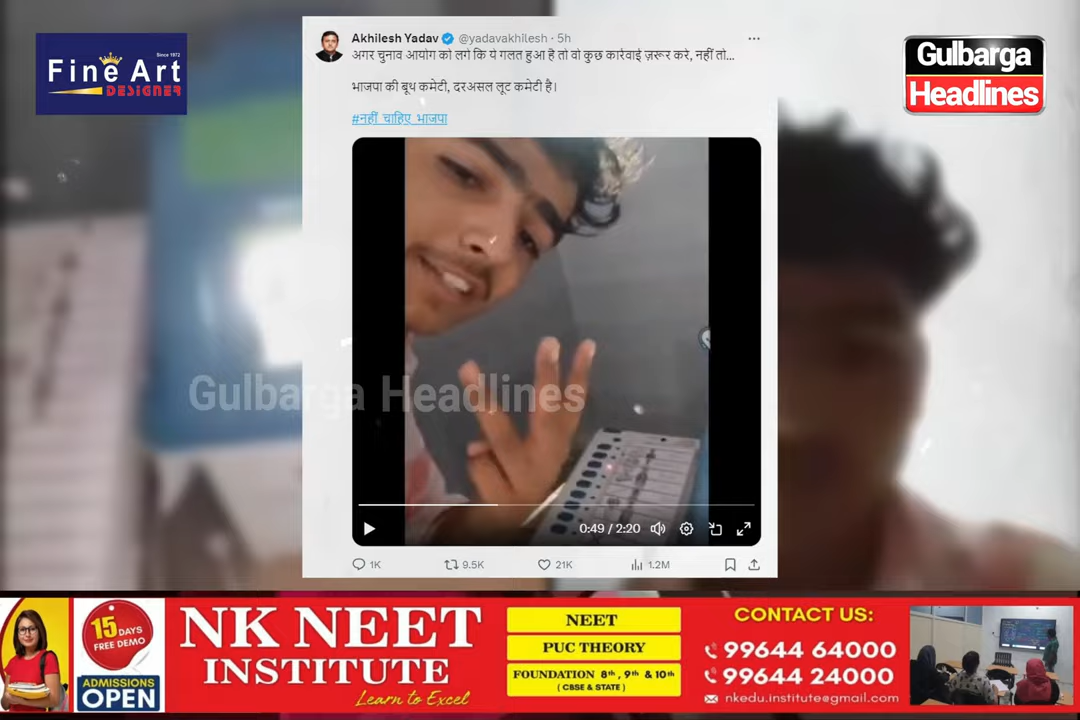 Akhilesh Yadav @yadavakhilesh · 5h
अगर चुनाव आयोग को लगे कि ये गलत हुआ है तो वो कुछ कार्रवाई ज़रूर करे, नहीं तो...
भाजपा की बूथ कमेटी, दरअसल लूट कमेटी है।
#नहीं_चाहिए_भाजपा
Since 1972
Fine Art
DESIGNER
Gulbarga
Headlines
Gulbarga Headlines
0:49 / 2:20
1K 9.5K 21K 1.2M
15 DAYS
FREE DEMO
ADMISSIONS
OPEN
NK NEET
INSTITUTE
Learn to Excel
NEET
PUC THEORY
FOUNDATION 8th, 9th & 10th
(CBSE & STATE)
CONTACT US:
99644 64000
99644 24000
nkedu.institute@gmail.com